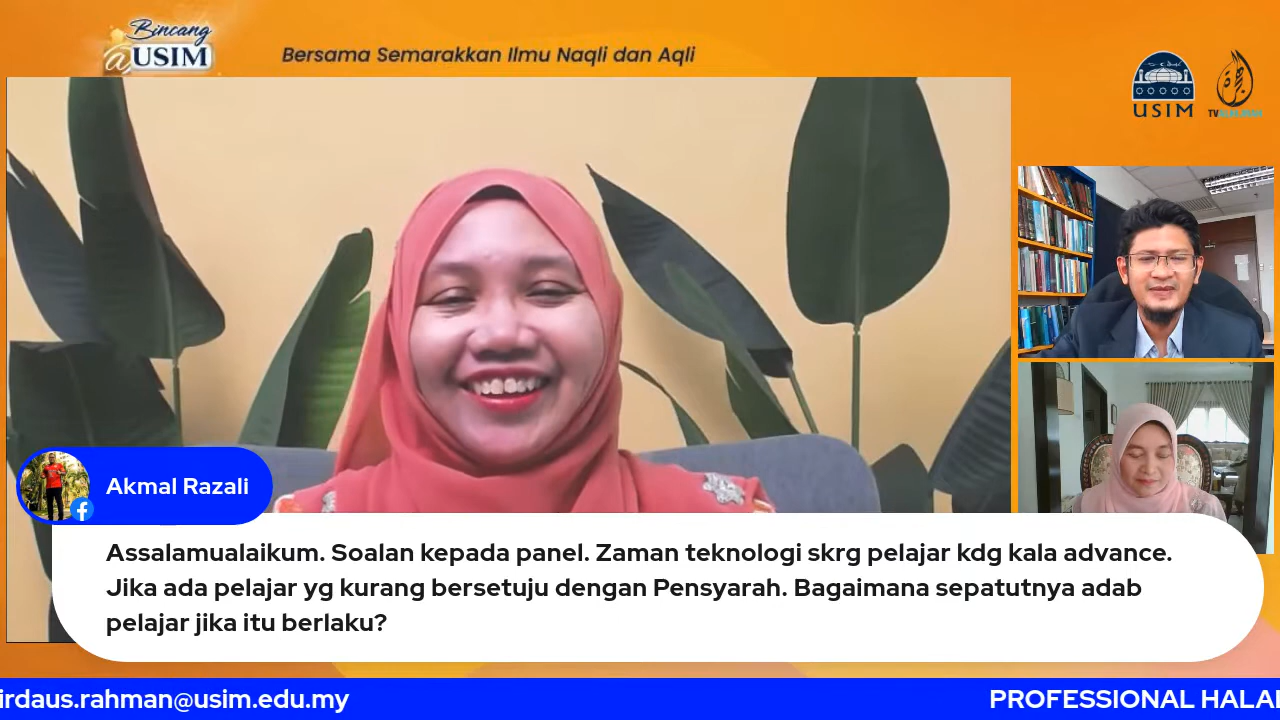 Bincang
@USIM
Bersama Semarakkan Ilmu Naqli dan Aqli
USIM
Akmal Razali
Assalamualaikum. Soalan kepada panel. Zaman teknologi skrg pelajar kdg kala advance.
Jika ada pelajar yg kurang bersetuju dengan Pensyarah. Bagaimana sepatutnya adab
pelajar jika itu berlaku?
irdaus.rahman@usim.edu.my
PROFESSIONAL HALAL